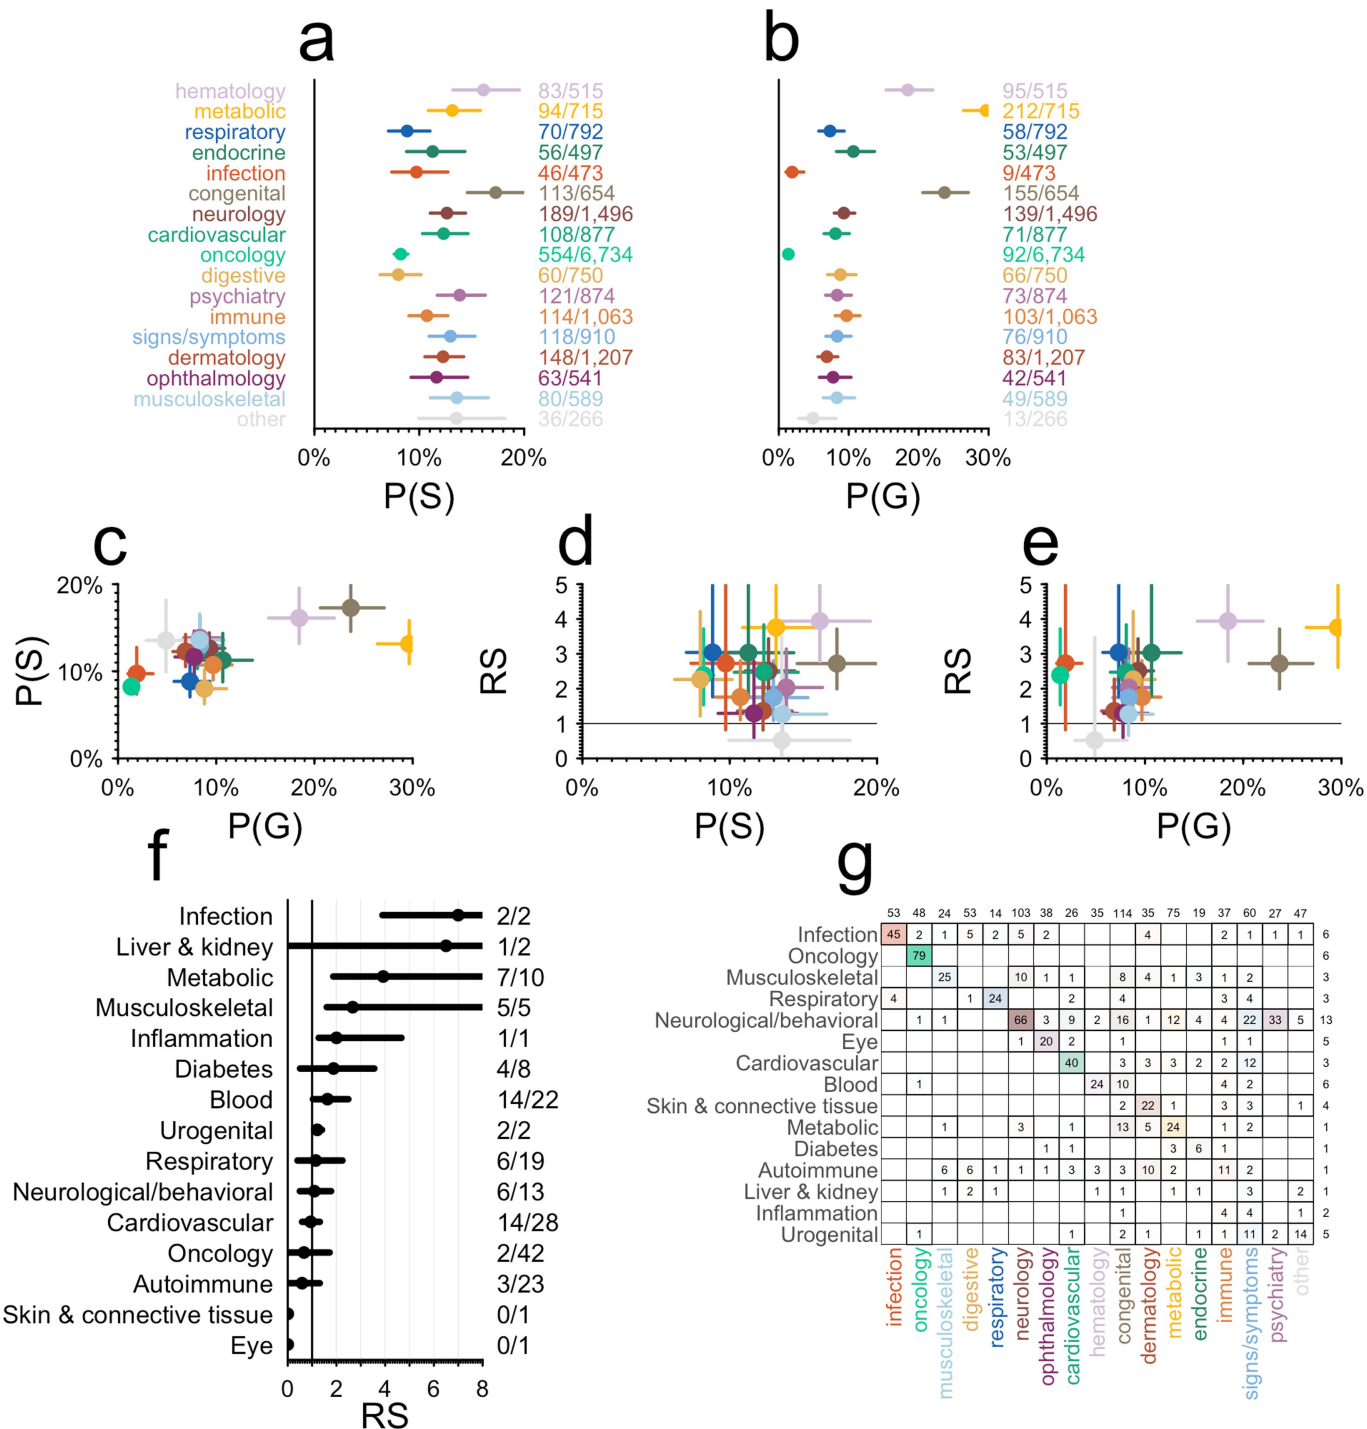 a
hematology 83/515
metabolic 94/715
respiratory 70/792
endocrine 56/497
infection 46/473
congenital 113/654
neurology 189/1,496
cardiovascular 108/877
oncology 554/6,734
digestive 60/750
psychiatry 121/874
immune 114/1,063
signs/symptoms 118/910
dermatology 148/1,207
ophthalmology 63/541
musculoskeletal 80/589
other 36/266
0% 10% 20%
P(S)
b
95/515
212/715
58/792
53/497
9/473
155/654
139/1,496
71/877
92/6,734
66/750
73/874
103/1,063
76/910
83/1,207
42/541
49/589
13/266
0% 10% 20% 30%
P(G)
c
P(S)
20%
10%
0%
0% 10% 20% 30%
P(G)
d
RS
5
4
3
2
1
0
0% 10% 20%
P(S)
e
RS
5
4
3
2
1
0
0% 10% 20% 30%
P(G)
f
Infection 2/2
Liver & kidney 1/2
Metabolic 7/10
Musculoskeletal 5/5
Inflammation 1/1
Diabetes 4/8
Blood 14/22
Urogenital 2/2
Respiratory 6/19
Neurological/behavioral 6/13
Cardiovascular 14/28
Oncology 2/42
Autoimmune 3/23
Skin & connective tissue 0/1
Eye 0/1
0 2 4 6 8
RS
g
53 48 24 53 14 103 38 26 35 114 35 75 19 37 60 27 47
Infection 45 2 1 5 2 5 2 4 2 1 1 1 6
Oncology 79 6
Musculoskeletal 25 10 1 1 8 4 1 3 1 2 3
Respiratory 4 1 24 2 4 3 4 3
Neurological/behavioral 1 1 66 3 9 2 16 1 12 4 4 22 33 5 13
Eye 1 20 2 1 1 1 5
Cardiovascular 40 3 3 3 2 2 12 3
Blood 1 24 10 4 2 6
Skin & connective tissue 2 22 1 3 3 1 4
Metabolic 1 3 1 13 5 24 1 2 1
Diabetes 1 1 3 6 1 1
Autoimmune 6 6 1 1 1 3 3 3 10 2 11 2 1
Liver & kidney 1 2 1 1 1 1 1 3 2 1
Inflammation 1 4 4 1 2
Urogenital 1 1 2 1 1 1 11 2 14 5
infection
oncology
musculoskeletal
digestive
respiratory
neurology
ophthalmology
cardiovascular
hematology
congenital
dermatology
metabolic
endocrine
immune
signs/symptoms
psychiatry
other